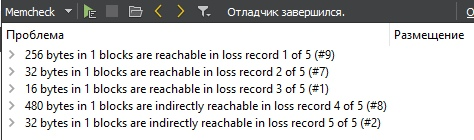 Memcheck Отладчик завершился.
Проблема Размещение
256 bytes in 1 blocks are reachable in loss record 1 of 5 (#9)
32 bytes in 1 blocks are reachable in loss record 2 of 5 (#7)
16 bytes in 1 blocks are reachable in loss record 3 of 5 (#1)
480 bytes in 1 blocks are indirectly reachable in loss record 4 of 5 (#8)
32 bytes in 1 blocks are indirectly reachable in loss record 5 of 5 (#2)